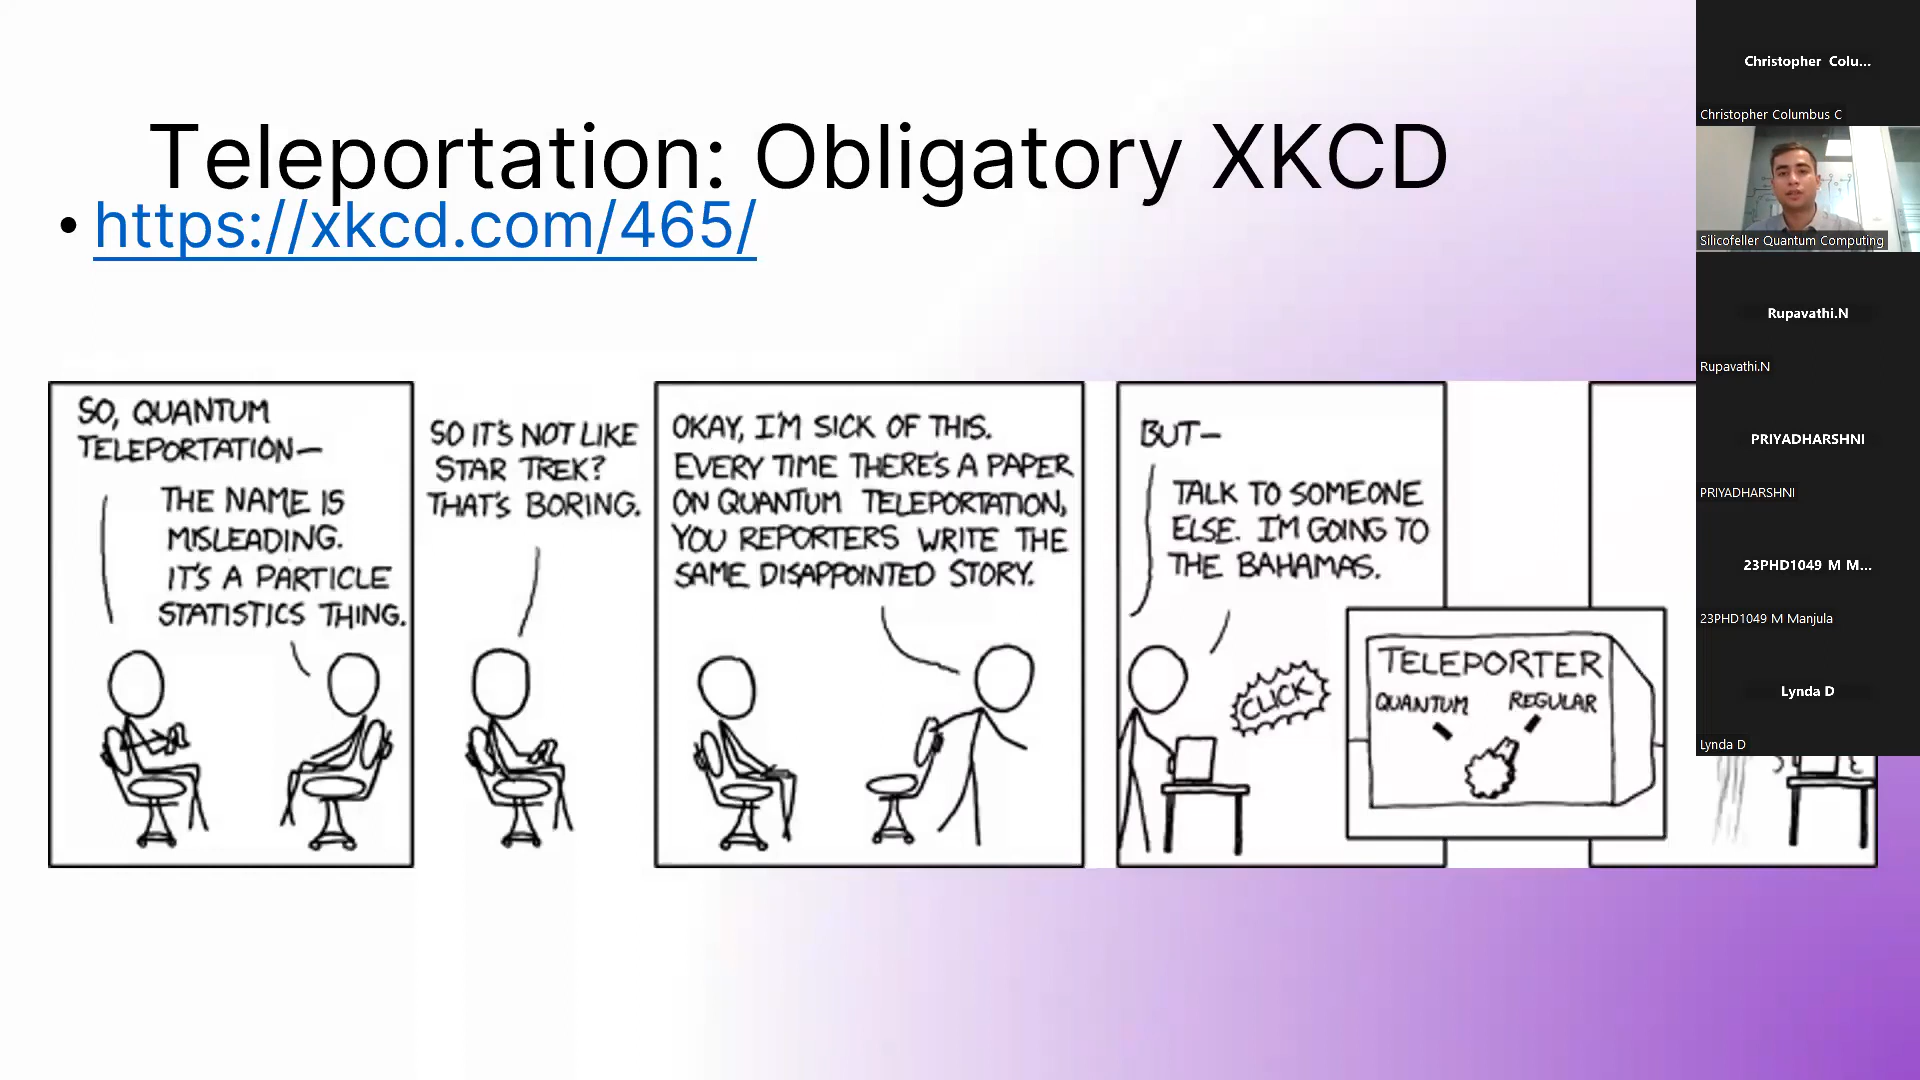 Teleportation: Obligatory XKCD
• https://xkcd.com/465/
SO, QUANTUM
TELEPORTATION—
THE NAME IS
MISLEADING.
IT'S A PARTICLE
STATISTICS THING.
SO IT'S NOT LIKE
STAR TREK?
THAT'S BORING.
OKAY, I'M SICK OF THIS.
EVERY TIME THERE'S A PAPER
ON QUANTUM TELEPORTATION,
YOU REPORTERS WRITE THE
SAME DISAPPOINTED STORY.
BUT—
TALK TO SOMEONE
ELSE. I'M GOING TO
THE BAHAMAS.
CLICK
TELEPORTER
QUANTUM REGULAR
Christopher Colu...
Christopher Columbus C
Silicofeller Quantum Computing
Rupavathi.N
Rupavathi.N
PRIYADHARSHNI
PRIYADHARSHNI
23PHD1049 M M...
23PHD1049 M Manjula
Lynda D
Lynda D